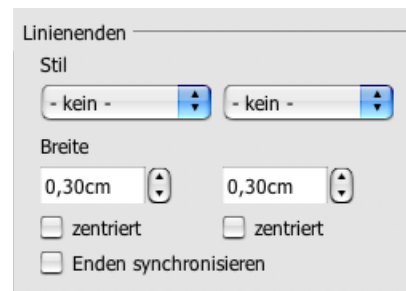 Linienenden
Stil
- kein - - kein -
Breite
0,30cm 0,30cm
zentriert zentriert
Enden synchronisieren